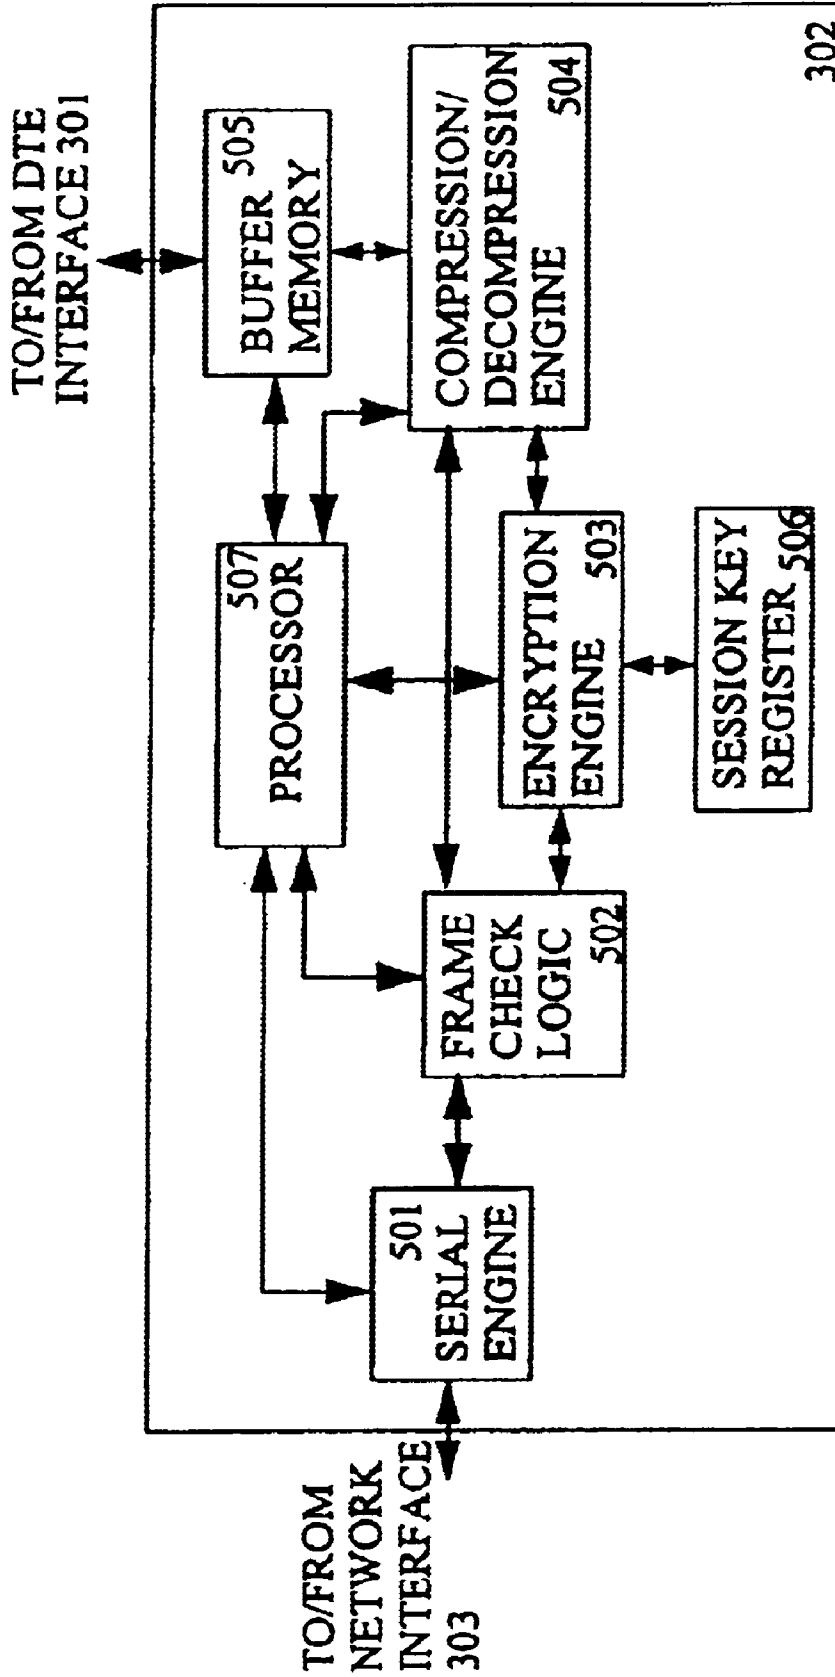 TO/FROM DTE
INTERFACE 301
505
BUFFER
MEMORY
507
PROCESSOR
COMPRESSION/
DECOMPRESSION
ENGINE 504
501
SERIAL
ENGINE
FRAME
CHECK
LOGIC
502
ENCRYPTION
ENGINE 503
SESSION KEY
REGISTER 506
TO/FROM
NETWORK
INTERFACE
303
302